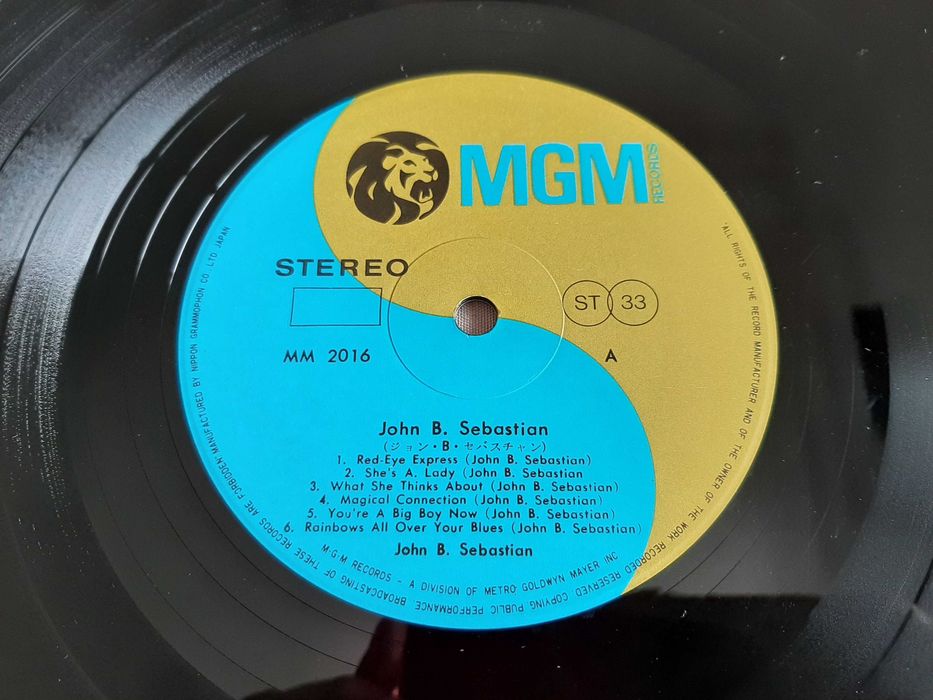 MGM
RECORDS
STEREO
ST 33
MM 2016
A
John B. Sebastian
(ジョン・B・セバスチャン)
1. Red-Eye Express (John B. Sebastian)
2. She's A. Lady (John B. Sebastian
3. What She Thinks About (John B. Sebastian)
4. Magical Connection (John B. Sebastian)
5. You're A Big Boy Now (John B. Sebastian)
6. Rainbows All Over Your Blues (John B. Sebastian)
John B. Sebastian
M·G·M RECORDS – A DIVISION OF METRO GOLDWYN MAYER INC
ALL RIGHTS OF THE RECORD MANUFACTURER AND OF THE OWNER OF THE WORK RECORDED RESERVED COPYING PUBLIC PERFORMANCE BROADCASTING OF THESE RECORDS ARE FORBIDDEN MANUFACTURED BY NIPPON GRAMMOPHON CO. LTD JAPAN